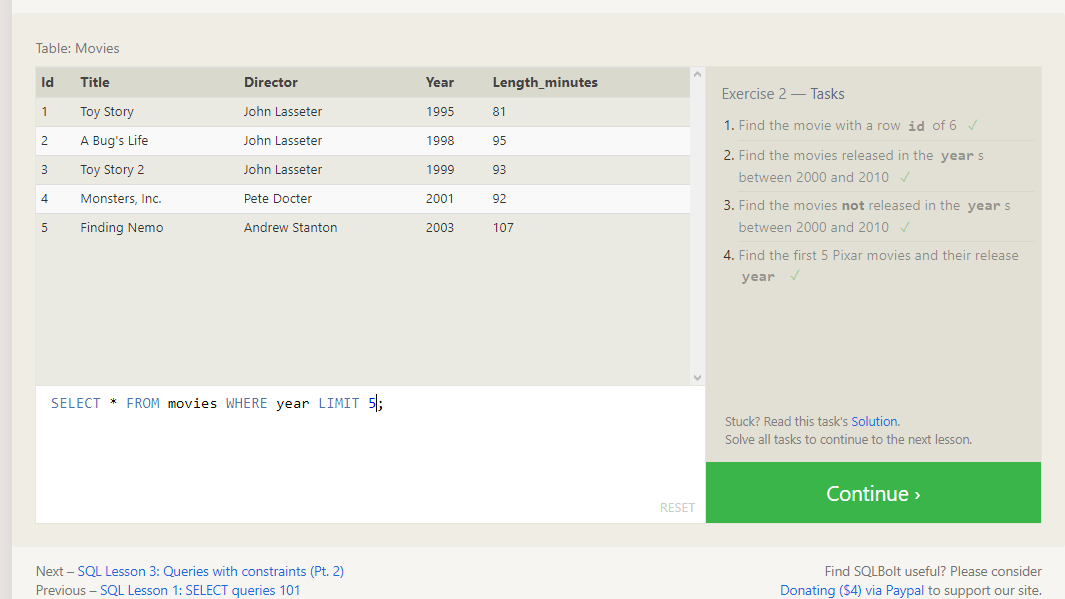 Table: Movies
Id Title Director Year Length_minutes
1 Toy Story John Lasseter 1995 81
2 A Bug's Life John Lasseter 1998 95
3 Toy Story 2 John Lasseter 1999 93
4 Monsters, Inc. Pete Docter 2001 92
5 Finding Nemo Andrew Stanton 2003 107
SELECT * FROM movies WHERE year LIMIT 5;
RESET
Exercise 2 — Tasks
1. Find the movie with a row id of 6 ✓
2. Find the movies released in the year s
between 2000 and 2010 ✓
3. Find the movies not released in the year s
between 2000 and 2010 ✓
4. Find the first 5 Pixar movies and their release
year ✓
Stuck? Read this task's Solution.
Solve all tasks to continue to the next lesson.
Continue ›
Next – SQL Lesson 3: Queries with constraints (Pt. 2)
Previous – SQL Lesson 1: SELECT queries 101
Find SQLBolt useful? Please consider
Donating ($4) via Paypal to support our site.